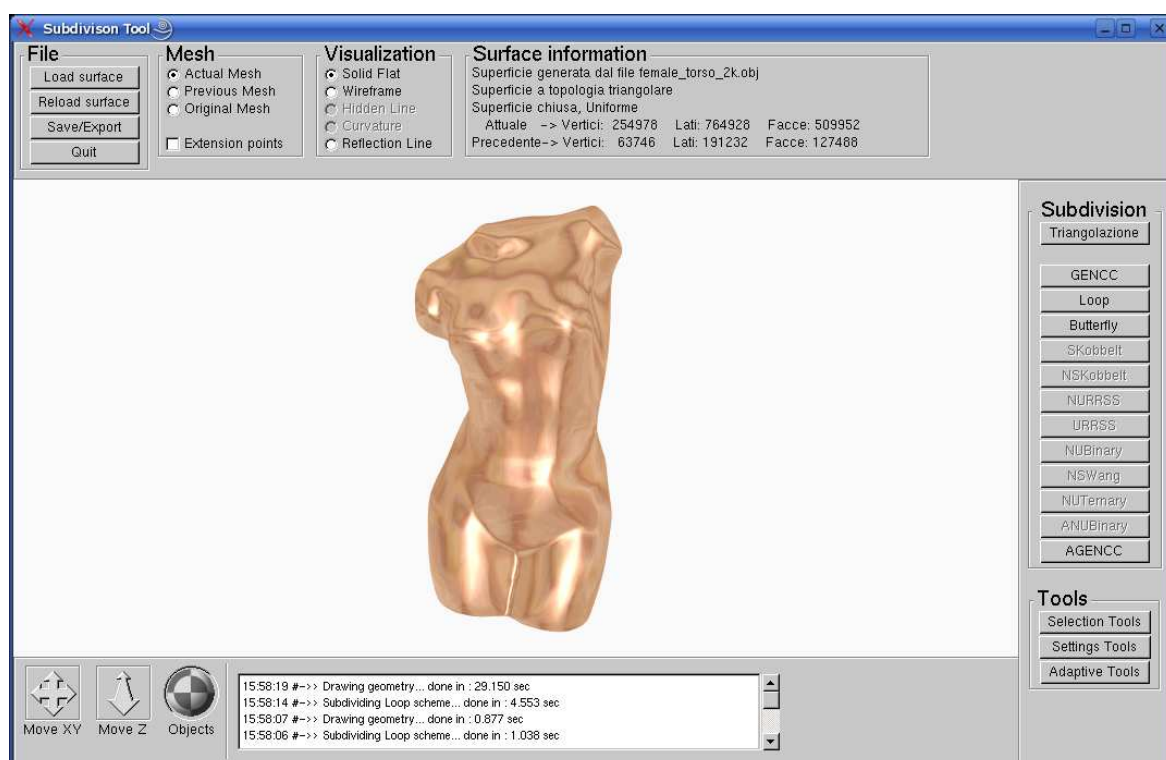 Subdivison Tool
File
Load surface
Reload surface
Save/Export
Quit
Mesh
Actual Mesh
Previous Mesh
Original Mesh
Extension points
Visualization
Solid Flat
Wireframe
Hidden Line
Curvature
Reflection Line
Surface information
Superficie generata dal file female_torso_2k.obj
Superficie a topologia triangolare
Superficie chiusa, Uniforme
Attuale -> Vertici: 254978 Lati: 764928 Facce: 509952
Precedente-> Vertici: 63746 Lati: 191232 Facce: 127488
Subdivision
Triangolazione
GENCC
Loop
Butterfly
SKobbelt
NSKobbelt
NURRSS
URRSS
NUBinary
NSWang
NUTernary
ANUBinary
AGENCC
Tools
Selection Tools
Settings Tools
Adaptive Tools
Move XY
Move Z
Objects
15:58:19 #->> Drawing geometry... done in : 29.150 sec
15:58:14 #->> Subdividing Loop scheme... done in : 4.553 sec
15:58:07 #->> Drawing geometry... done in : 0.877 sec
15:58:06 #->> Subdividing Loop scheme... done in : 1.038 sec